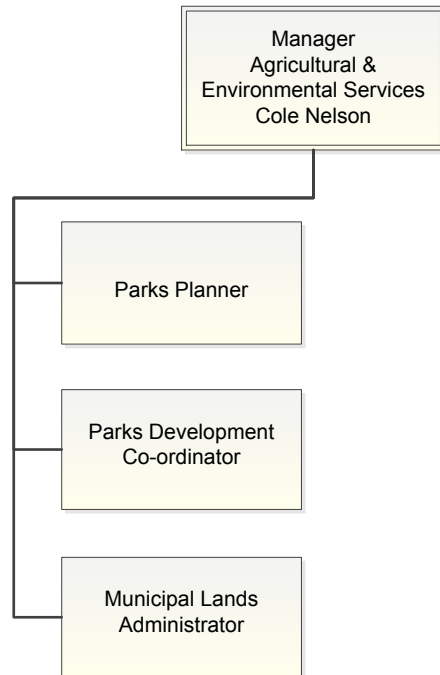 Manager
Agricultural &
Environmental Services
Cole Nelson
Parks Planner
Parks Development
Co-ordinator
Municipal Lands
Administrator